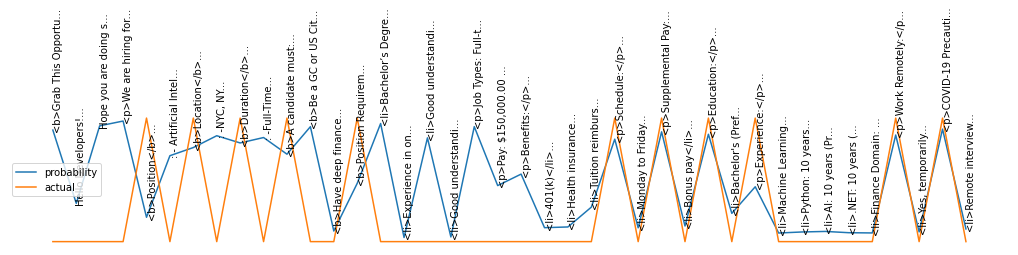 <b>Grab This Opportu...
Hello Developers!...
Hope you are doing s...
<p>We are hiring for...
<b>Position</b>...
- Artificial Intel...
<b>Location</b>...
-NYC, NY...
<b>Duration</b>...
-Full-Time...
<b>A candidate must:...
<b>Be a GC or US Cit...
<b>Have deep finance...
<b>Position Requirem...
<li>Bachelor's Degre...
<li>Experience in on...
<li>Good understandi...
<li>Good understandi...
<p>Job Types: Full-t...
<p>Pay: $150,000.00 ...
<p>Benefits:</p>...
<li>401(k)</li>...
<li>Health insurance...
<li>Tuition reimburs...
<p>Schedule:</p>...
<li>Monday to Friday...
<p>Supplemental Pay:...
<li>Bonus pay</li>...
<p>Education:</p>...
<li>Bachelor's (Pref...
<p>Experience:</p>...
<li>Machine Learning...
<li>Python: 10 years...
<li>AI: 10 years (Pr...
<li>.NET: 10 years (...
<li>Finance Domain: ...
<p>Work Remotely:</p...
<li>Yes, temporarily...
<p>COVID-19 Precauti...
<li>Remote interview...
probability
actual